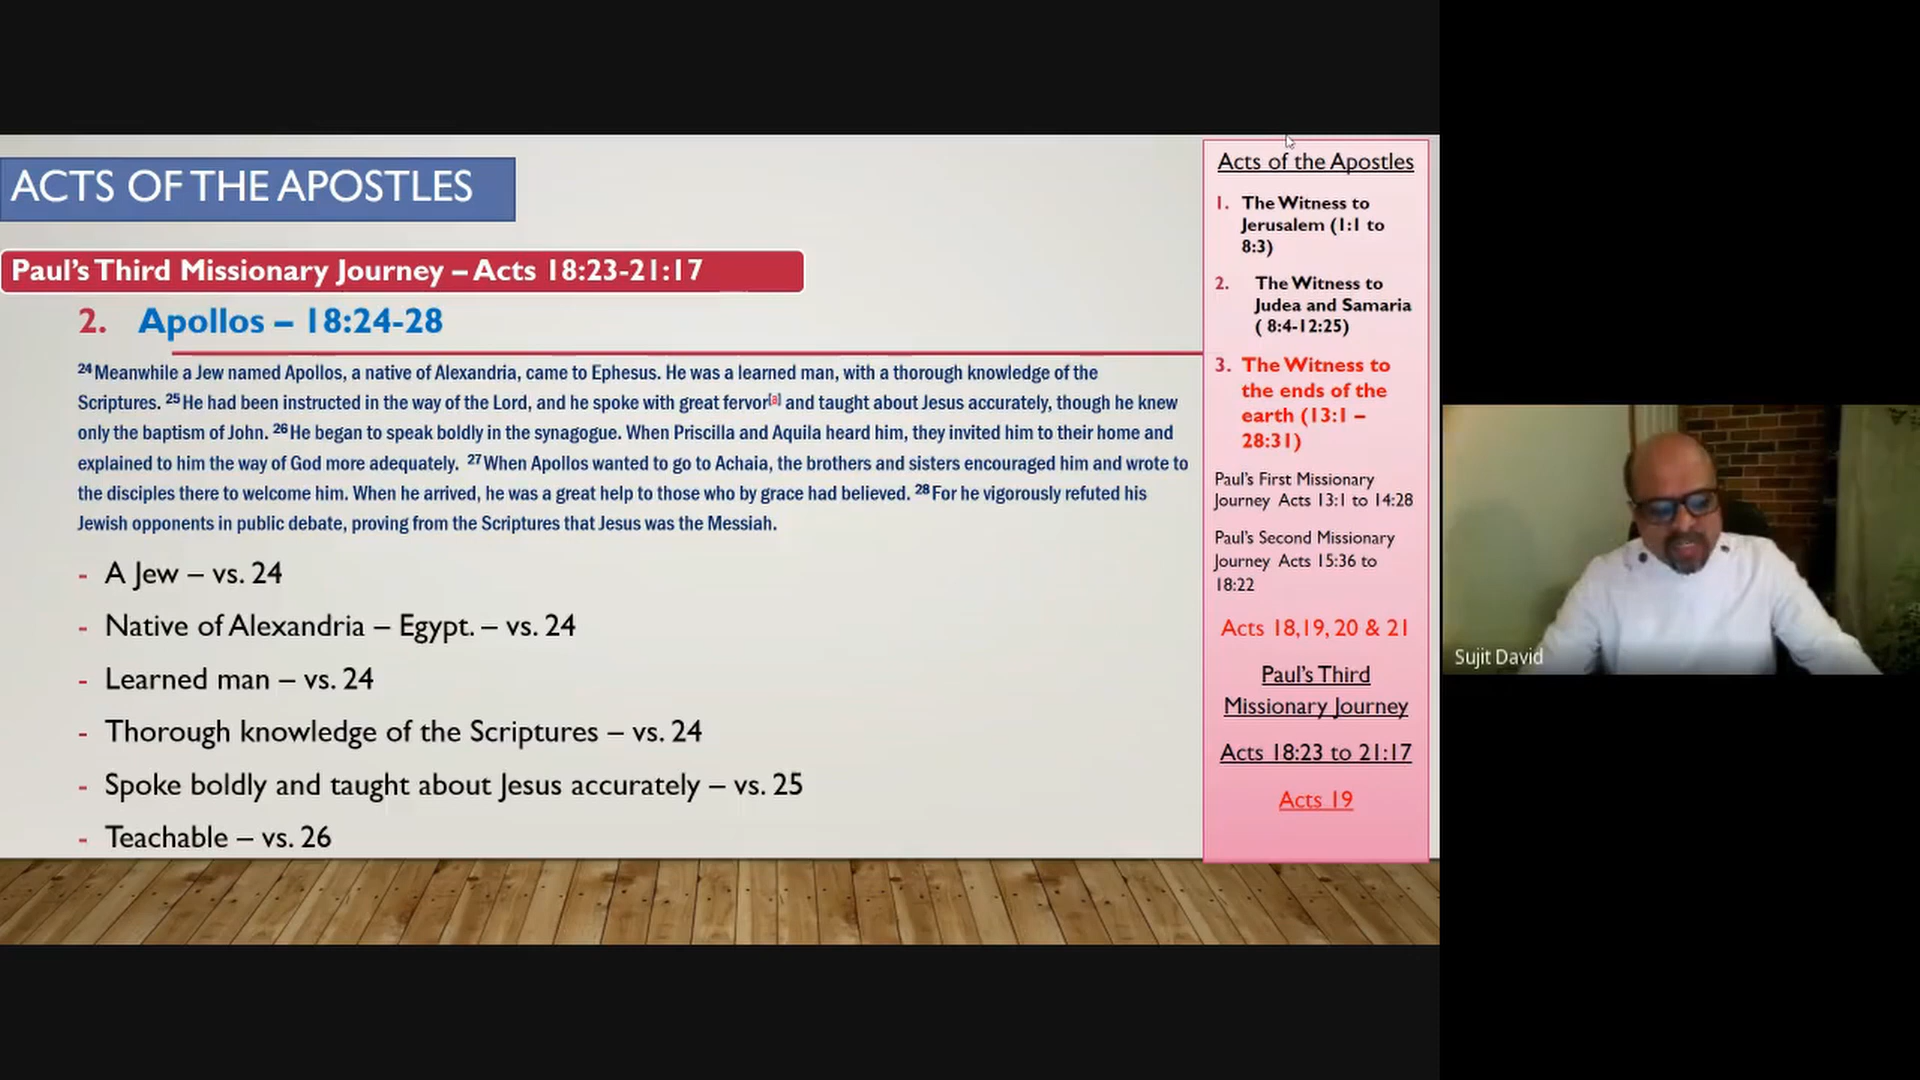 ACTS OF THE APOSTLES
Paul's Third Missionary Journey – Acts 18:23-21:17
2. Apollos – 18:24-28
24 Meanwhile a Jew named Apollos, a native of Alexandria, came to Ephesus. He was a learned man, with a thorough knowledge of the
Scriptures. 25 He had been instructed in the way of the Lord, and he spoke with great fervor[a] and taught about Jesus accurately, though he knew
only the baptism of John. 26 He began to speak boldly in the synagogue. When Priscilla and Aquila heard him, they invited him to their home and
explained to him the way of God more adequately. 27 When Apollos wanted to go to Achaia, the brothers and sisters encouraged him and wrote to
the disciples there to welcome him. When he arrived, he was a great help to those who by grace had believed. 28 For he vigorously refuted his
Jewish opponents in public debate, proving from the Scriptures that Jesus was the Messiah.
- A Jew – vs. 24
- Native of Alexandria – Egypt. – vs. 24
- Learned man – vs. 24
- Thorough knowledge of the Scriptures – vs. 24
- Spoke boldly and taught about Jesus accurately – vs. 25
- Teachable – vs. 26
Acts of the Apostles
1. The Witness to
Jerusalem (1:1 to
8:3)
2. The Witness to
Judea and Samaria
( 8:4-12:25)
3. The Witness to
the ends of the
earth (13:1 –
28:31)
Paul's First Missionary
Journey Acts 13:1 to 14:28
Paul's Second Missionary
Journey Acts 15:36 to
18:22
Acts 18,19, 20 & 21
Paul's Third
Missionary Journey
Acts 18:23 to 21:17
Acts 19
Sujit David